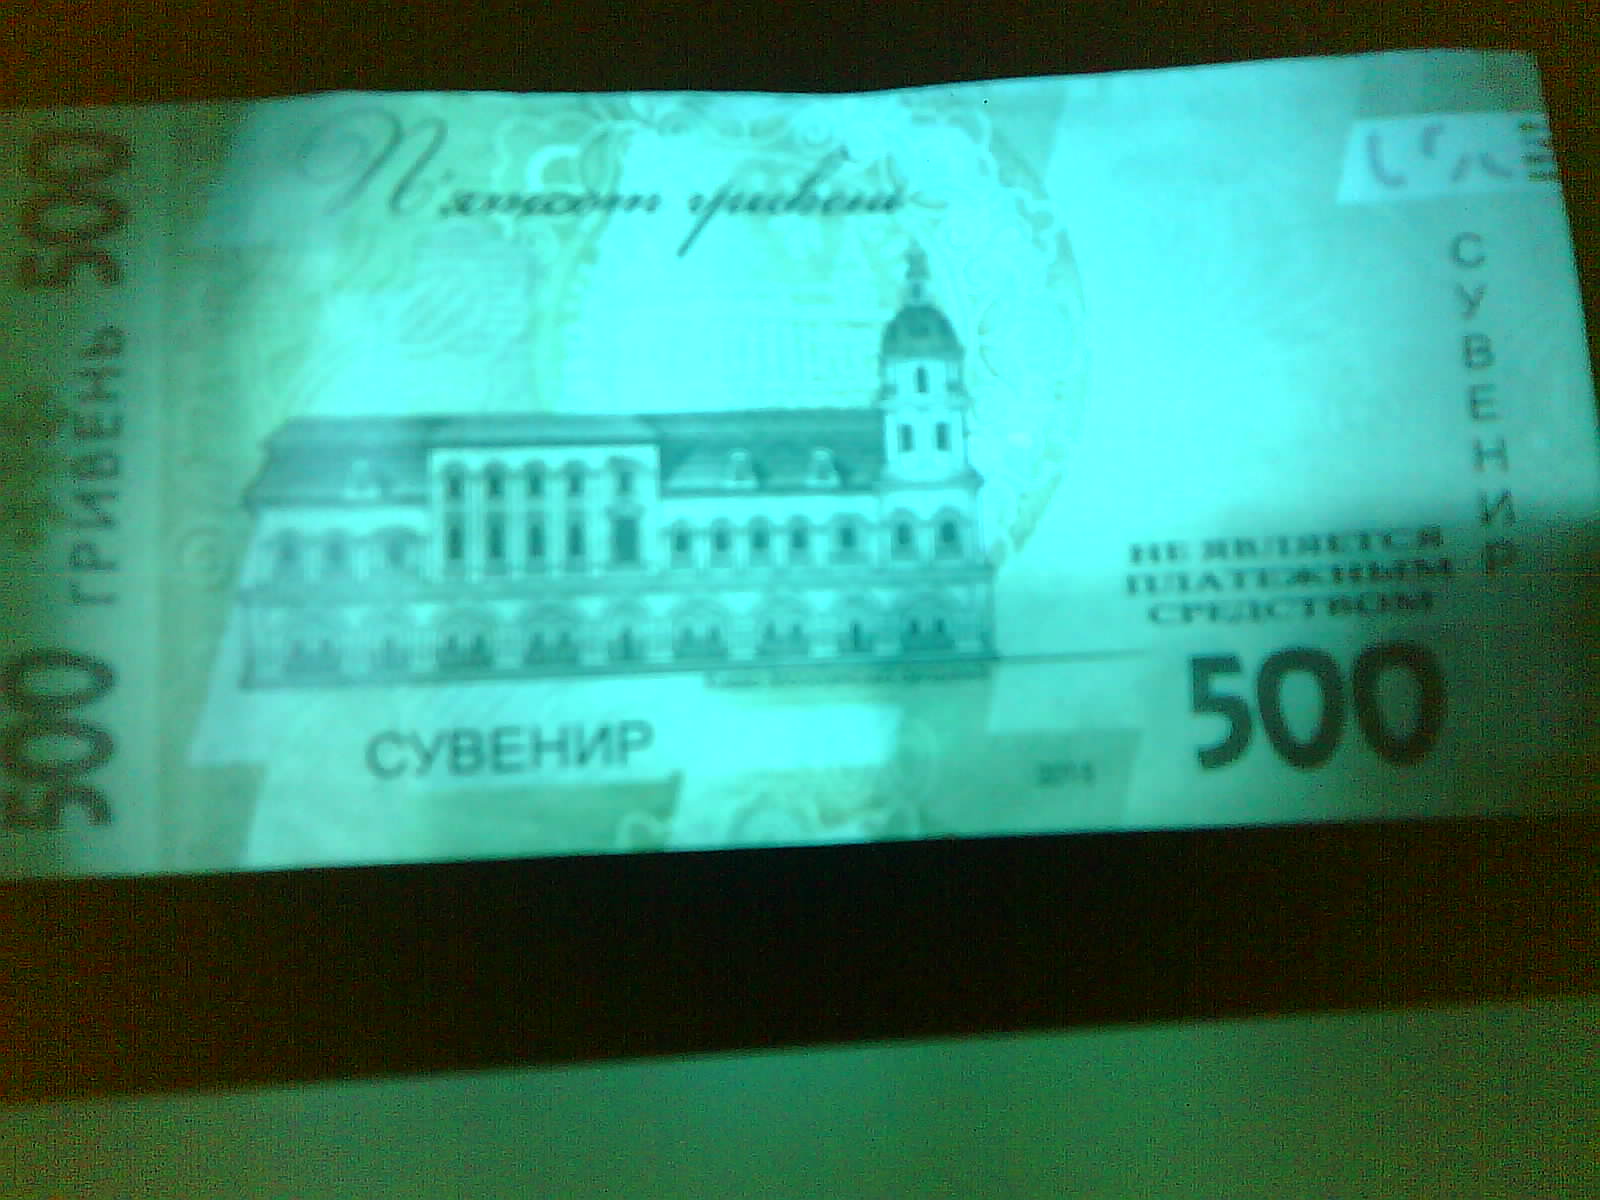 500 ГРИВЕНЬ 500
П'ятсот гривень
СУВЕНИР
НЕ ЯВЛЯЕТСЯ
ПЛАТЕЖНЫМ
СРЕДСТВОМ
500
СУВЕНИР